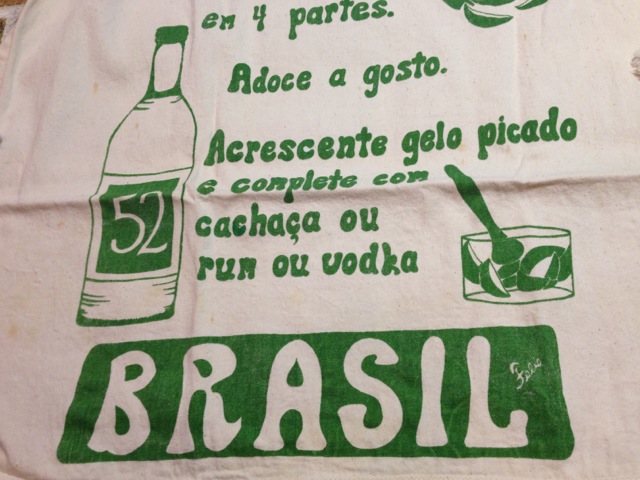 em 4 partes.
Adoce a gosto.
Acrescente gelo picado
e complete com
cachaça ou
rum ou vodka
52
BRASIL